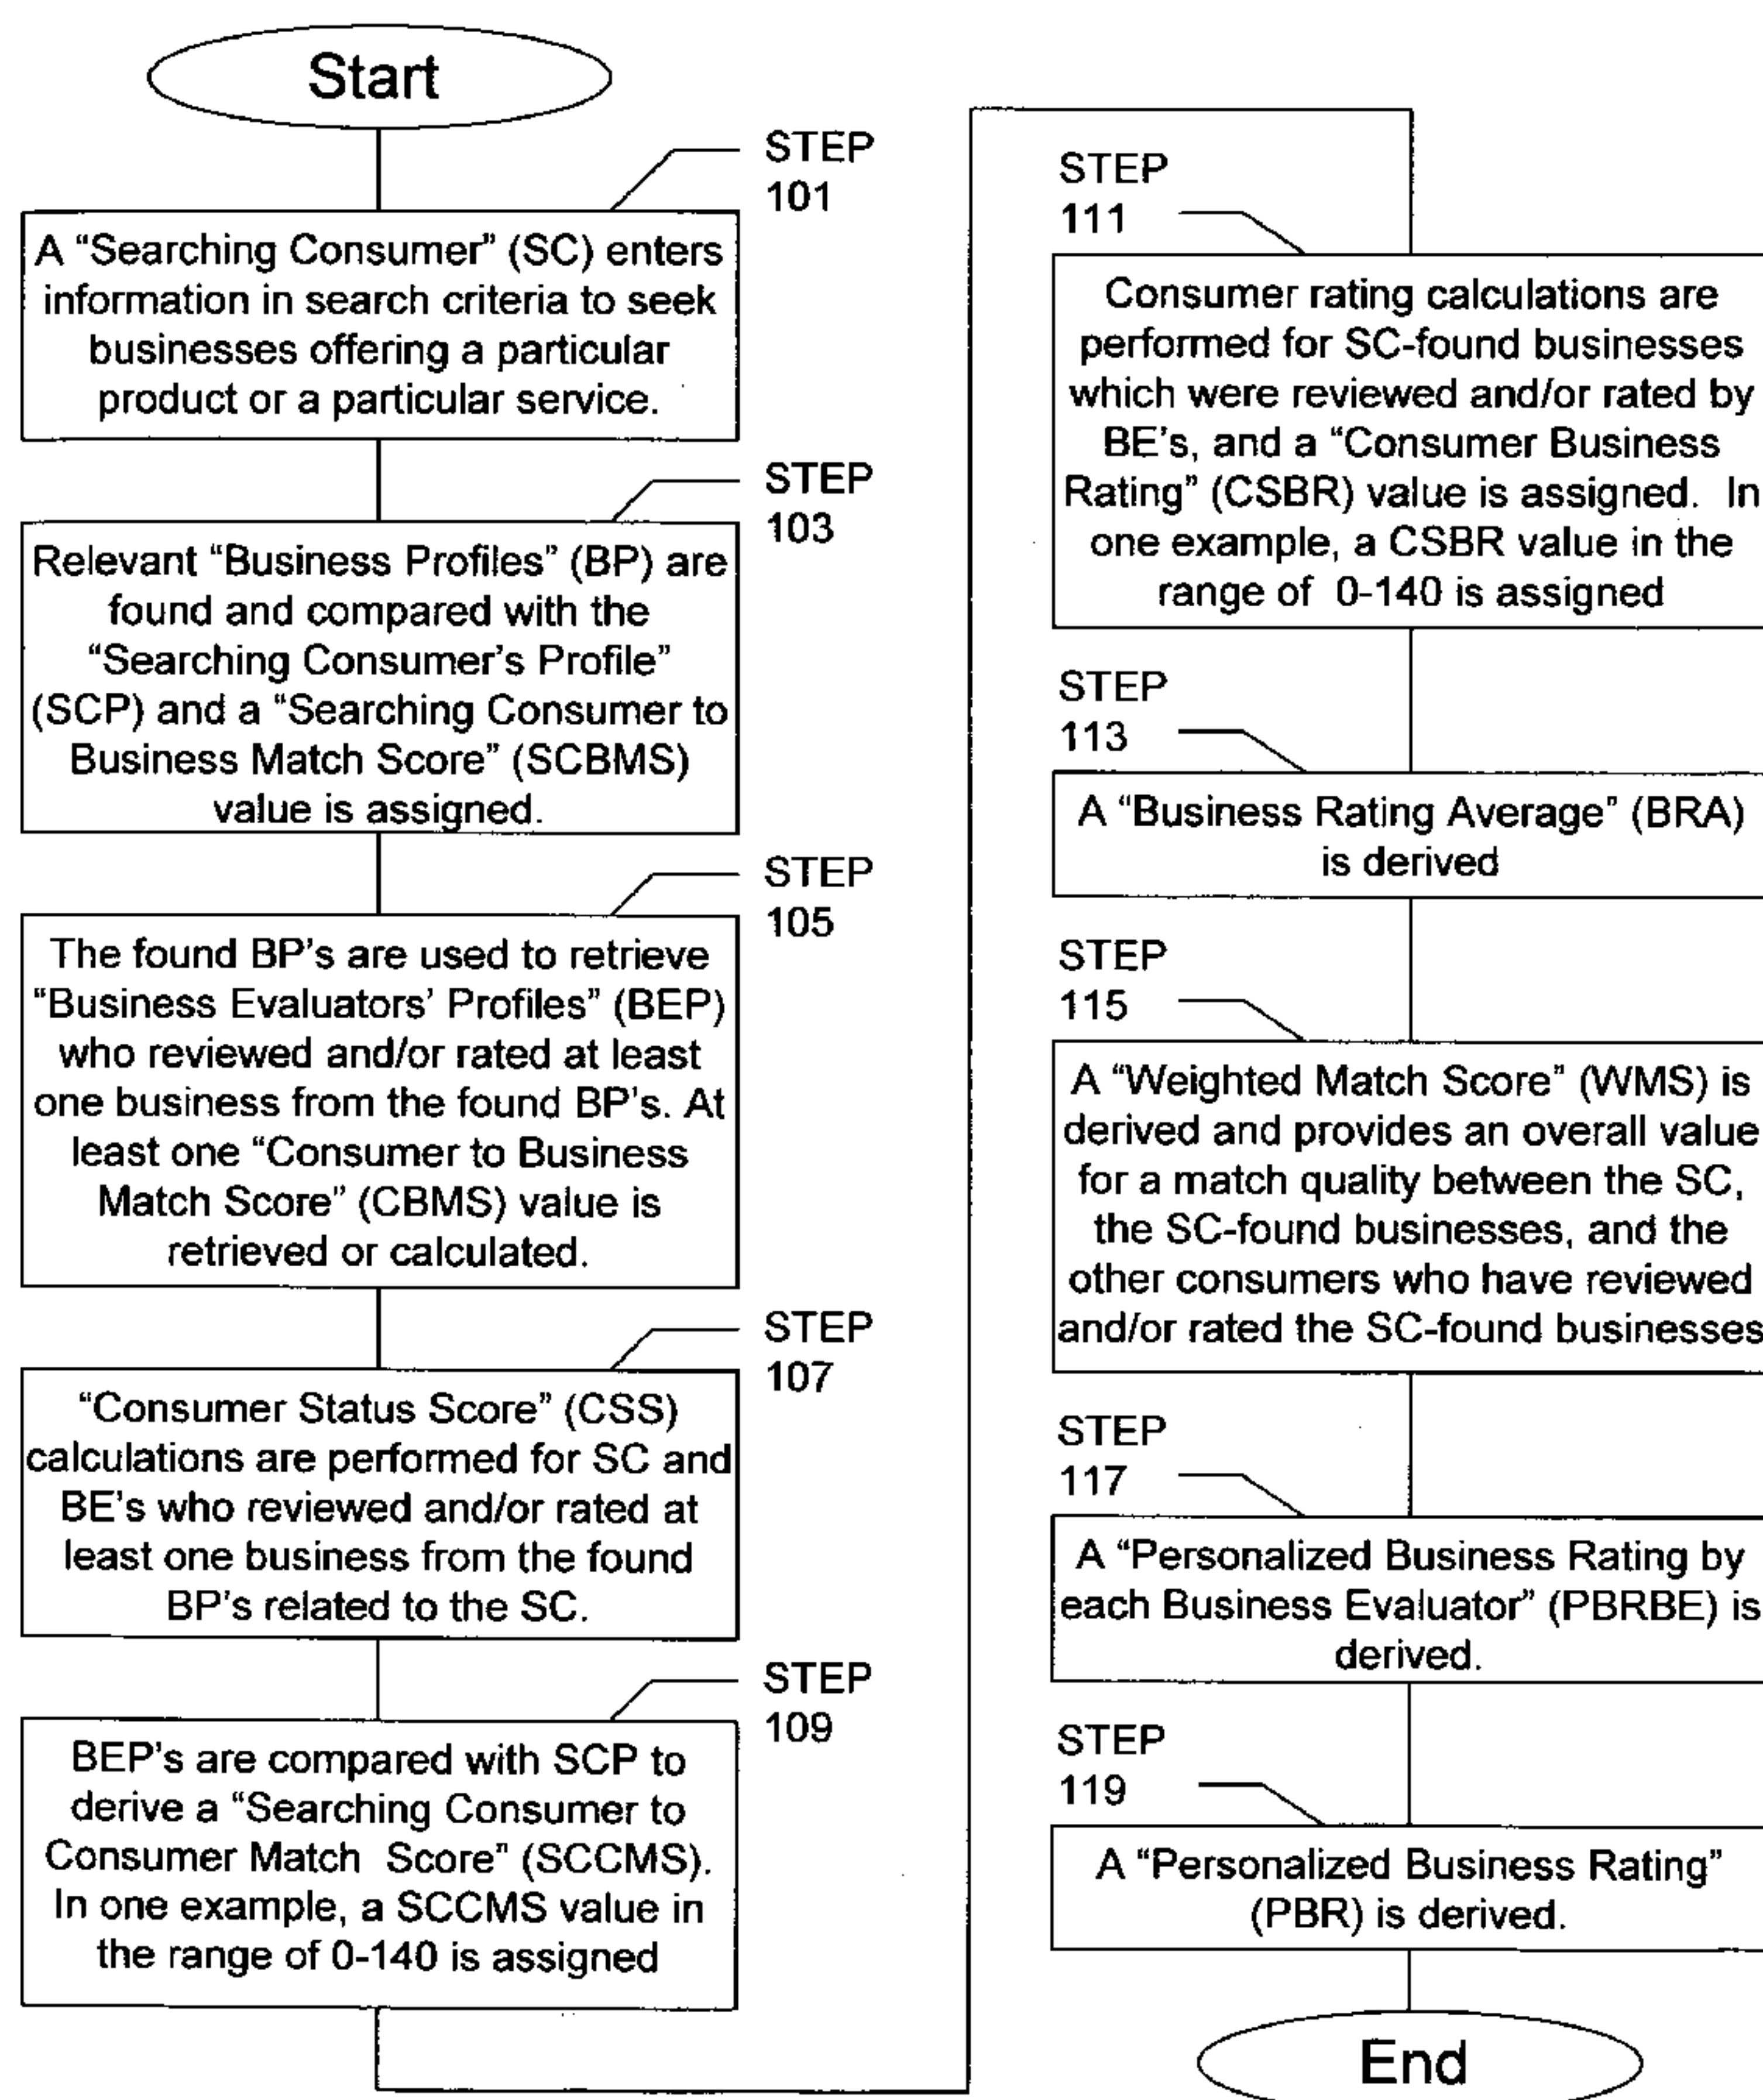 Start
STEP
101
A “Searching Consumer” (SC) enters
information in search criteria to seek
businesses offering a particular
product or a particular service.
STEP
103
Relevant “Business Profiles” (BP) are
found and compared with the
“Searching Consumer's Profile”
(SCP) and a “Searching Consumer to
Business Match Score” (SCBMS)
value is assigned.
STEP
105
The found BP's are used to retrieve
“Business Evaluators’ Profiles” (BEP)
who reviewed and/or rated at least
one business from the found BP's. At
least one “Consumer to Business
Match Score” (CBMS) value is
retrieved or calculated.
STEP
107
“Consumer Status Score” (CSS)
calculations are performed for SC and
BE's who reviewed and/or rated at
least one business from the found
BP's related to the SC.
STEP
109
BEP's are compared with SCP to
derive a “Searching Consumer to
Consumer Match Score” (SCCMS).
In one example, a SCCMS value in
the range of 0-140 is assigned
STEP
111
Consumer rating calculations are
performed for SC-found businesses
which were reviewed and/or rated by
BE's, and a “Consumer Business
Rating” (CSBR) value is assigned. In
one example, a CSBR value in the
range of 0-140 is assigned
STEP
113
A “Business Rating Average” (BRA)
is derived
STEP
115
A “Weighted Match Score” (WMS) is
derived and provides an overall value
for a match quality between the SC,
the SC-found businesses, and the
other consumers who have reviewed
and/or rated the SC-found businesses
STEP
117
A “Personalized Business Rating by
each Business Evaluator” (PBRBE) is
derived.
STEP
119
A “Personalized Business Rating”
(PBR) is derived.
End